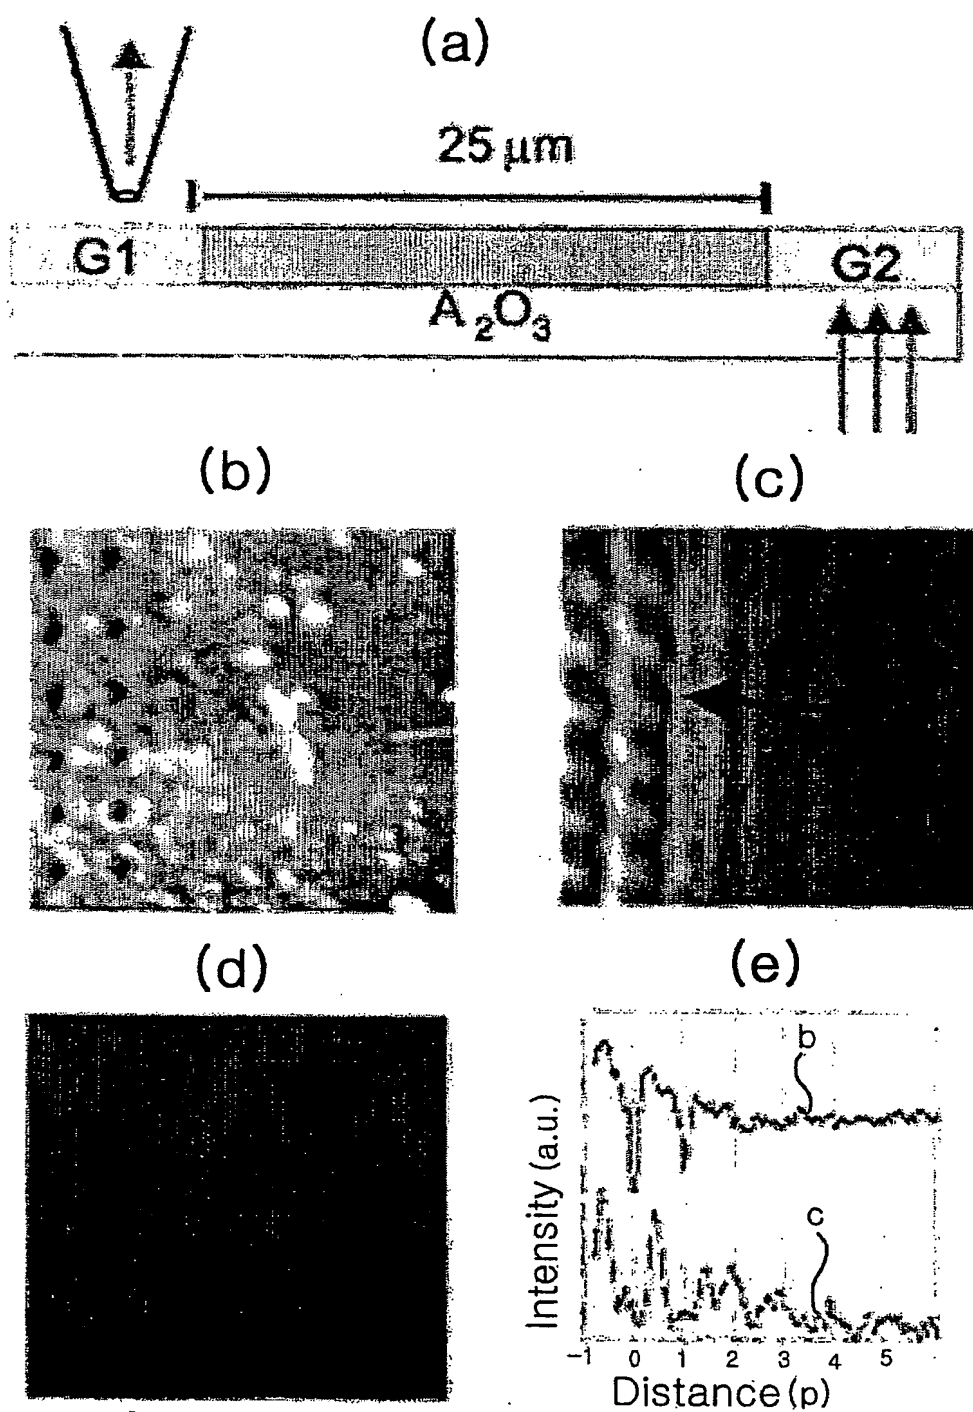 (a)
25 μm
G1
G2
A₂O₃
(b)
(c)
(d)
(e)
b
c
Intensity (a.u.)
-1 0 1 2 3 4 5
Distance (p)